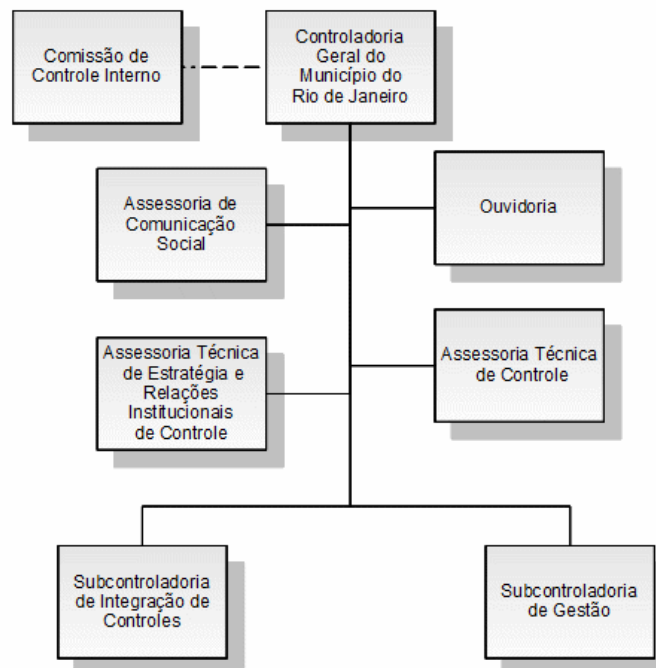 Comissão de
Controle Interno
Controladoria
Geral do
Município do
Rio de Janeiro
Assessoria de
Comunicação
Social
Ouvidoria
Assessoria Técnica
de Estratégia e
Relações
Institucionais
de Controle
Assessoria Técnica
de Controle
Subcontroladoria
de Integração de
Controles
Subcontroladoria
de Gestão